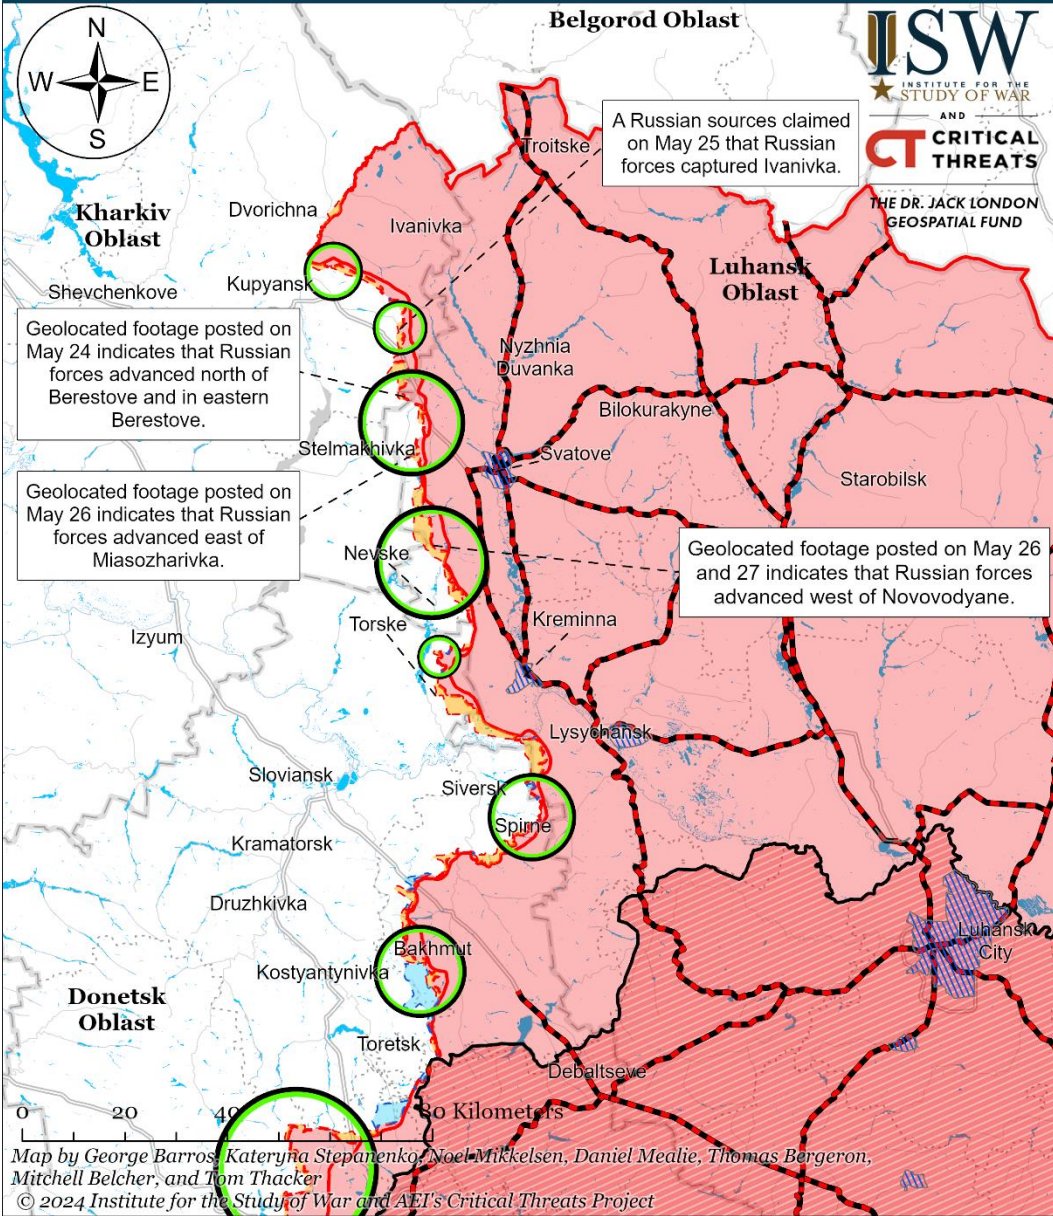 N
W E
S
Belgorod Oblast
ISW
INSTITUTE FOR THE
STUDY OF WAR
AND
CT CRITICAL
THREATS
THE DR. JACK LONDON
GEOSPATIAL FUND
A Russian sources claimed
on May 25 that Russian
forces captured Ivanivka.
Troitske
Kharkiv
Oblast
Dvorichna
Ivanivka
Luhansk
Oblast
Kupyansk
Shevchenkove
Geolocated footage posted on
May 24 indicates that Russian
forces advanced north of
Berestove and in eastern
Berestove.
Nyzhnia
Duvanka
Bilokurakyne
Stelmakhivka
Svatove
Starobilsk
Geolocated footage posted on
May 26 indicates that Russian
forces advanced east of
Miasozharivka.
Nevske
Geolocated footage posted on May 26
and 27 indicates that Russian forces
advanced west of Novovodyane.
Torske
Kreminna
Izyum
Lysychansk
Sloviansk
Siversk
Spirne
Kramatorsk
Druzhkivka
Luhansk
City
Bakhmut
Kostyantynivka
Donetsk
Oblast
Toretsk
Debaltseve
0 20 40 80 Kilometers
Map by George Barros, Kateryna Stepanenko, Noel Mikkelsen, Daniel Mealie, Thomas Bergeron,
Mitchell Belcher, and Tom Thacker
© 2024 Institute for the Study of War and AEI's Critical Threats Project